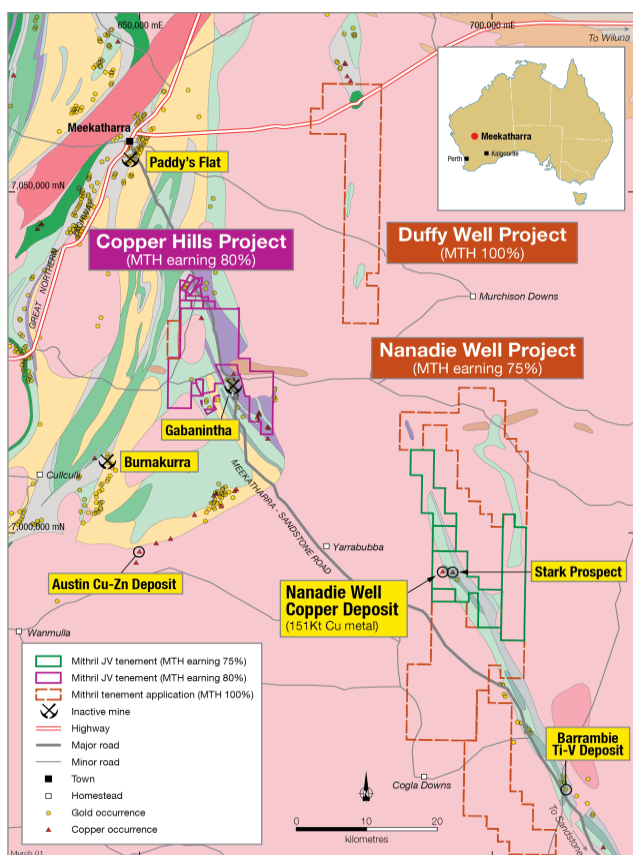 650,000 mE
700,000 mE
To Wiluna
Meekatharra
Paddy's Flat
7,050,000 mN
GREAT NORTHERN HIGHWAY
Meekatharra
Perth
Kalgoorlie
Copper Hills Project
(MTH earning 80%)
Duffy Well Project
(MTH 100%)
Murchison Downs
Nanadie Well Project
(MTH earning 75%)
Gabanintha
Burnakurra
Culculli
MEEKATHARRA - SANDSTONE ROAD
7,000,000 mN
Yarrabubba
Austin Cu-Zn Deposit
Stark Prospect
Nanadie Well
Copper Deposit
(151Kt Cu metal)
Wanmulla
Mithril JV tenement (MTH earning 75%)
Mithril JV tenement (MTH earning 80%)
Mithril tenement application (MTH 100%)
Inactive mine
Highway
Major road
Minor road
Town
Homestead
Gold occurrence
Copper occurrence
Barrambie
Ti-V Deposit
Cogla Downs
To Sandstone
N
0 10 20
kilometres